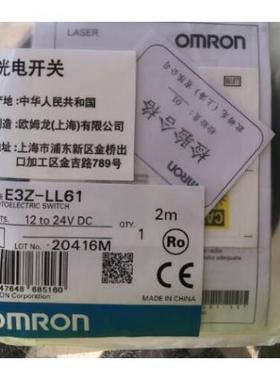 LASER
OMRON
光电开关
产地:中华人民共和国
制造:欧姆龙(上海)有限公司
地址:上海市浦东新区金桥出
口加工区金吉路789号
检验合格
E3Z-LL61
PHOTOELECTRIC SWITCH
12 to 24V DC
2m
QTY.
1
LOT No.
20416M
Ro
OMRON Corporation
MADE IN CHINA
OMRON
47648 685160